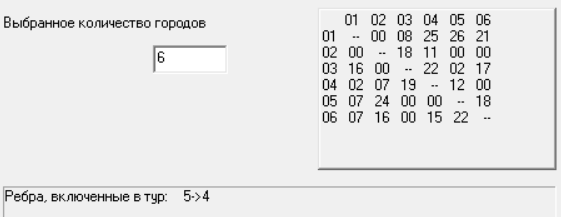 Выбранное количество городов
6
01 02 03 04 05 06
01 -- 00 08 25 26 21
02 00 -- 18 11 00 00
03 16 00 -- 22 02 17
04 02 07 19 -- 12 00
05 07 24 00 00 -- 18
06 07 16 00 15 22 --
Ребра, включенные в тур: 5->4